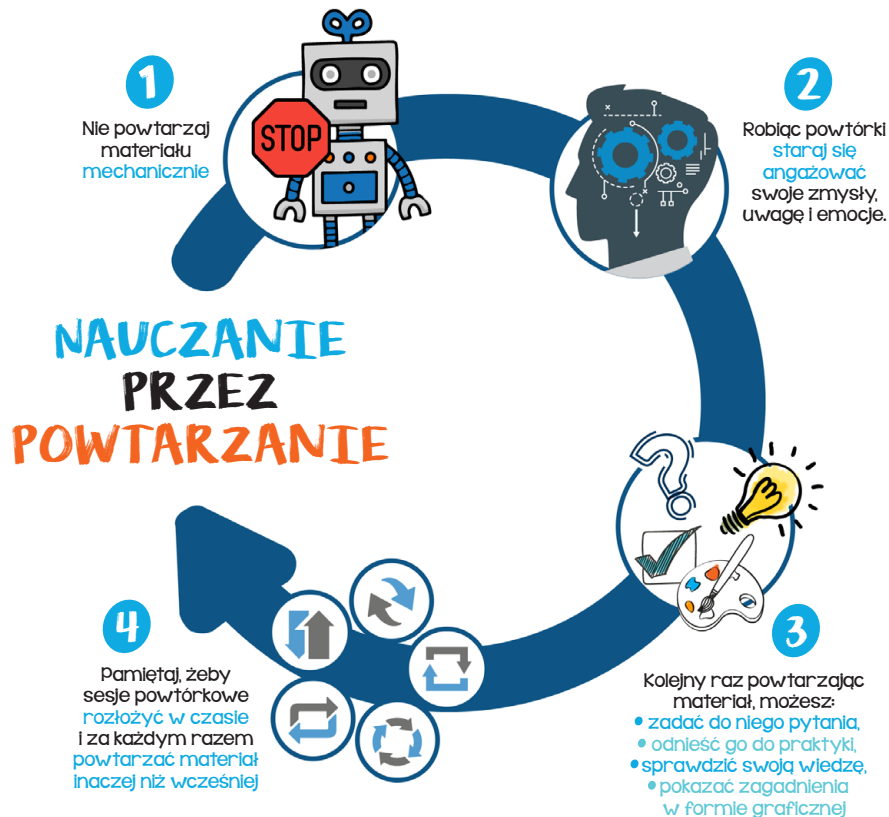 1
Nie powtarzaj
materiału
mechanicznie
STOP
2
Robiąc powtórki
staraj się
angażować
swoje zmysły,
uwagę i emocje.
NAUCZANIE
PRZEZ
POWTARZANIE
3
Kolejny raz powtarzając
materiał, możesz:
• zadać do niego pytania,
• odnieść go do praktyki,
• sprawdzić swoją wiedzę,
• pokazać zagadnienia
w formie graficznej
4
Pamiętaj, żeby
sesje powtórkowe
rozłożyć w czasie
i za każdym razem
powtarzać materiał
inaczej niż wcześniej